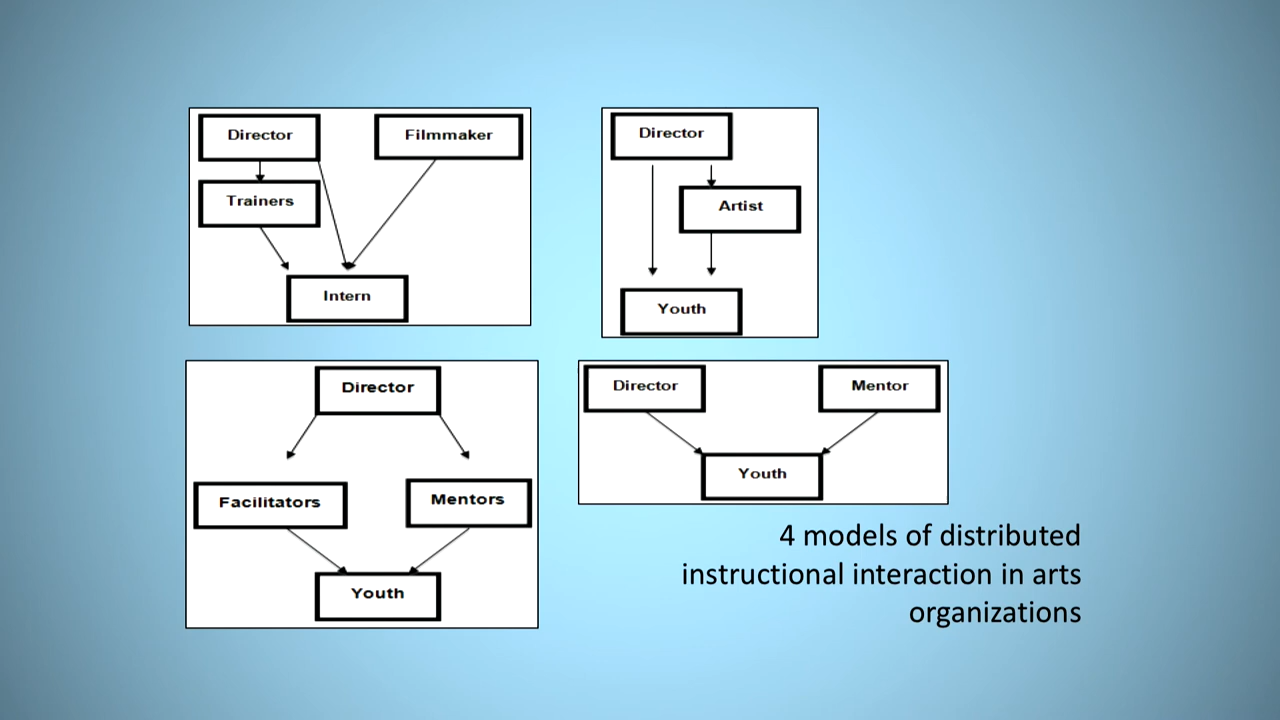 Director
Filmmaker
Trainers
Intern
Director
Artist
Youth
Director
Facilitators
Mentors
Youth
Director
Mentor
Youth
4 models of distributed
instructional interaction in arts
organizations